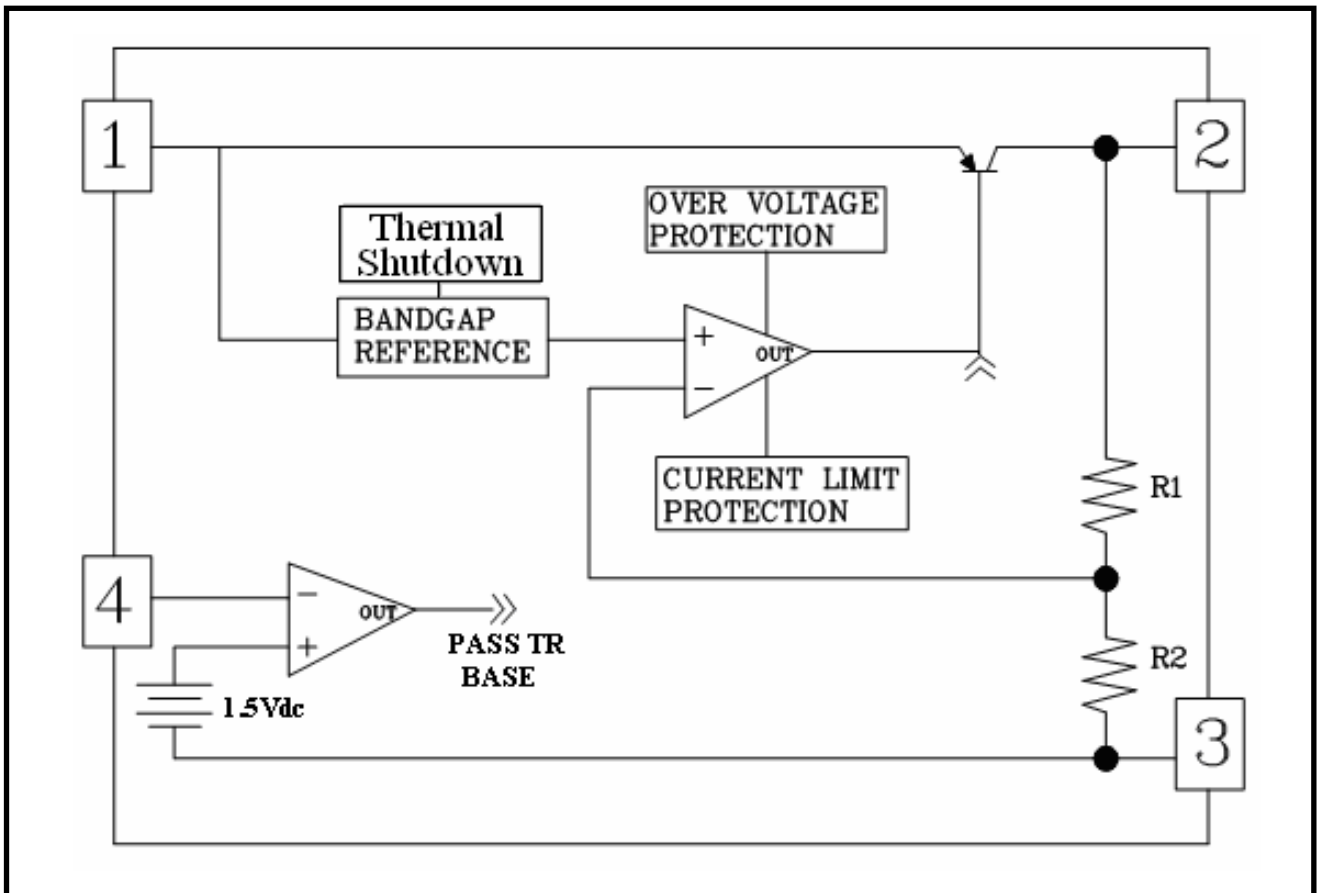 1
2
Thermal
Shutdown
OVER VOLTAGE
PROTECTION
BANDGAP
REFERENCE
+
OUT
−
CURRENT LIMIT
PROTECTION
R1
4
−
OUT
+
PASS TR
BASE
1.5Vdc
R2
3